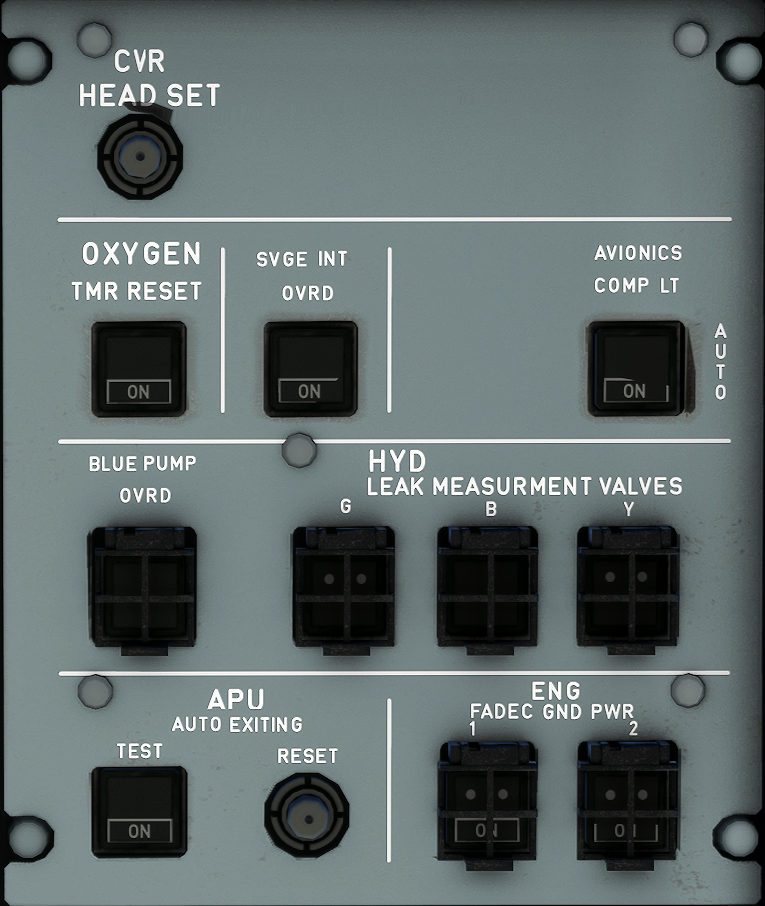 CVR
HEAD SET
OXYGEN
TMR RESET
ON
SVGE INT
OVRD
ON
AVIONICS
COMP LT
ON
AUTO
BLUE PUMP
OVRD
HYD
LEAK MEASURMENT VALVES
G B Y
APU
AUTO EXITING
TEST
ON
RESET
ENG
FADEC GND PWR
1 2
ON ON